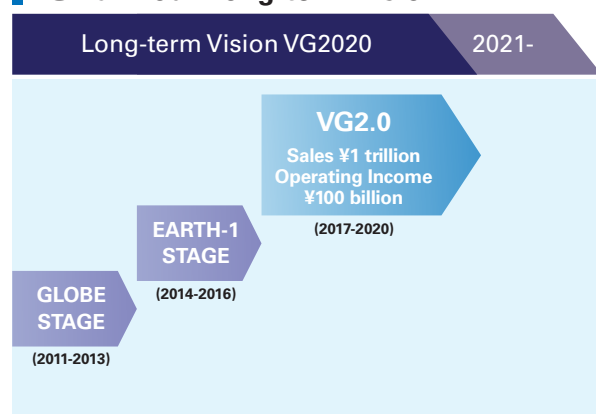 Long-term Vision VG2020
2021-
VG2.0
Sales ¥1 trillion
Operating Income
¥100 billion
(2017-2020)
EARTH-1
STAGE
(2014-2016)
GLOBE
STAGE
(2011-2013)